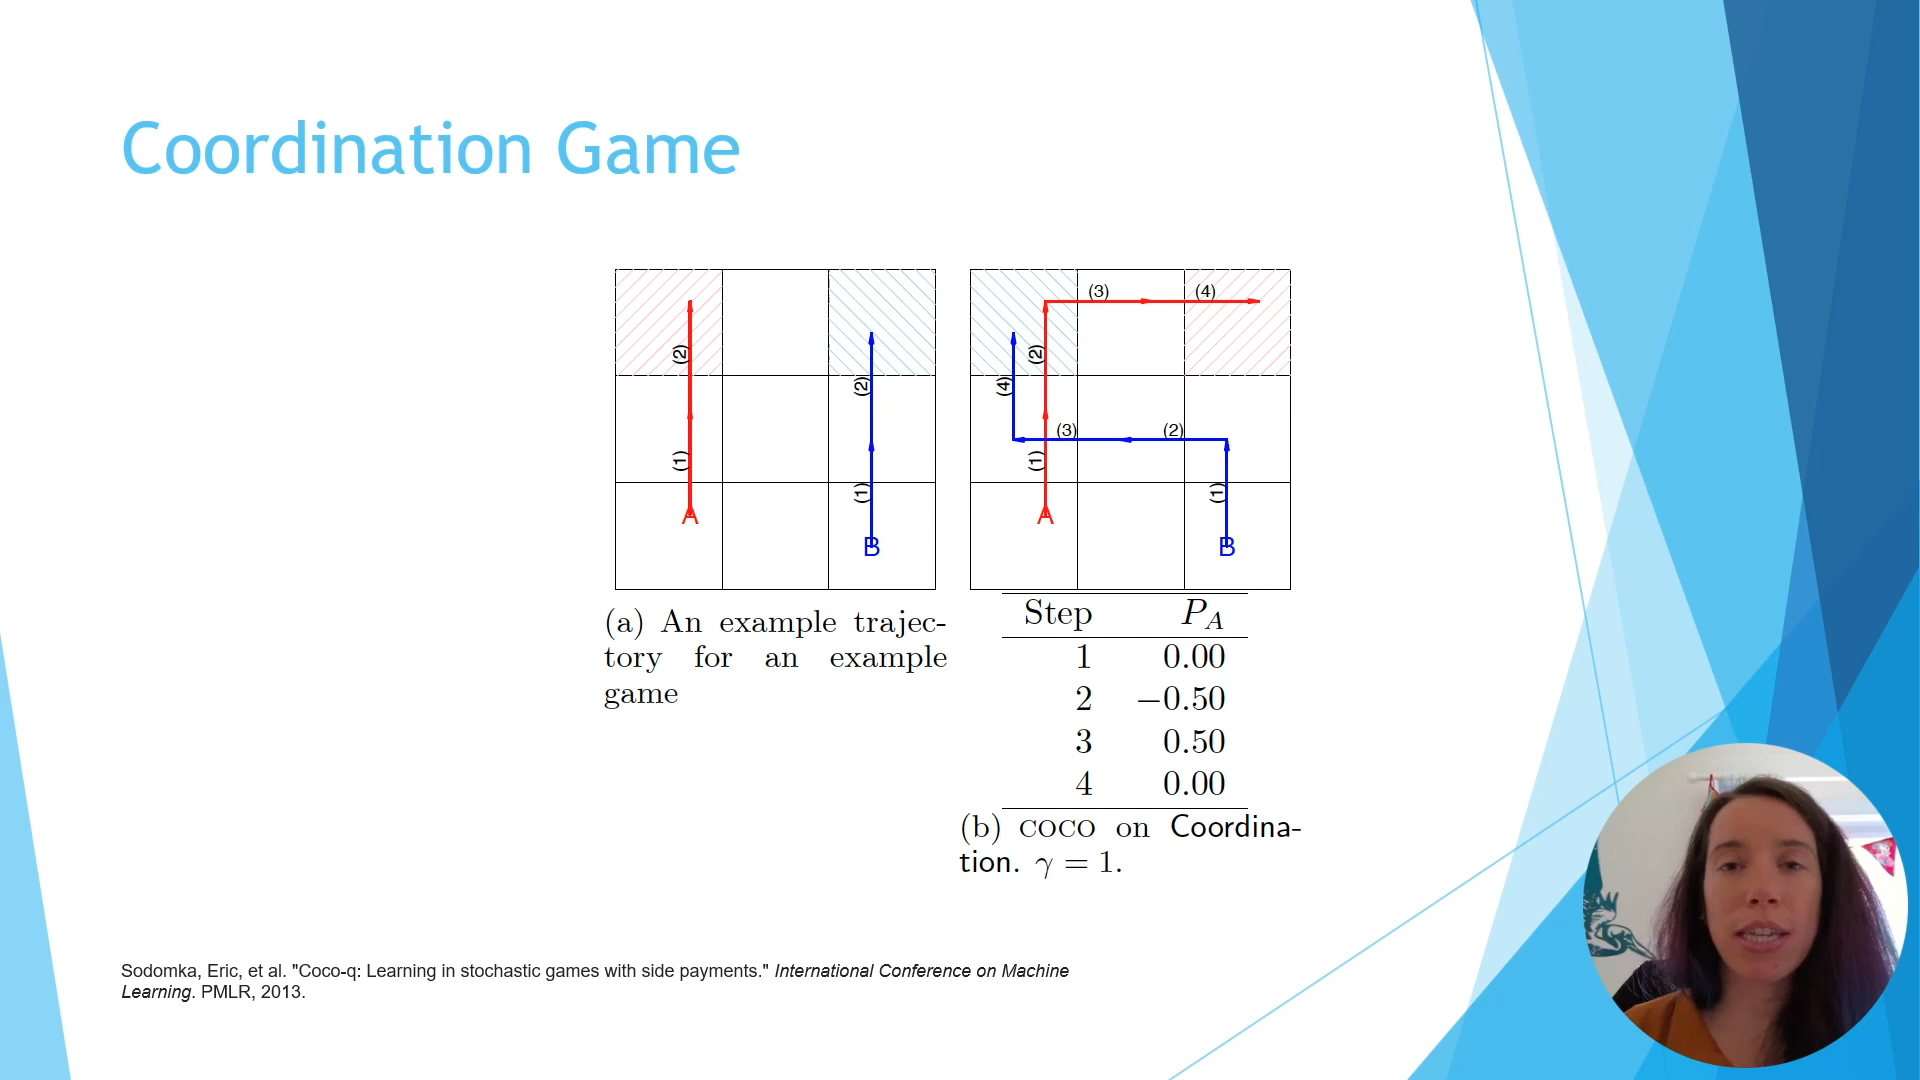 Coordination Game
(2)
(1)
A
(2)
(1)
B
(3)
(4)
(2)
(4)
(3)
(2)
(1)
(1)
A
B
(a) An example trajec-
tory for an example
game
Step P_A
1 0.00
2 −0.50
3 0.50
4 0.00
(b) COCO on Coordina-
tion. γ = 1.
Sodomka, Eric, et al. "Coco-q: Learning in stochastic games with side payments." International Conference on Machine
Learning. PMLR, 2013.